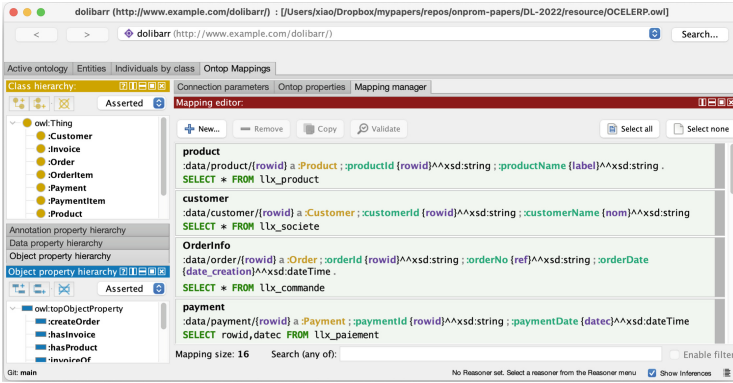 dolibarr (http://www.example.com/dolibarr/) : [/Users/xiao/Dropbox/mypapers/repos/onprom-papers/DL-2022/resource/OCELERP.owl]
< > dolibarr (http://www.example.com/dolibarr/) Search...
Active ontology Entities Individuals by class Ontop Mappings
Class hierarchy:
Asserted
owl:Thing
:Customer
:Invoice
:Order
:OrderItem
:Payment
:PaymentItem
:Product
Annotation property hierarchy
Data property hierarchy
Object property hierarchy
Object property hierarchy
Asserted
owl:topObjectProperty
:createOrder
:hasInvoice
:hasProduct
:invoiceOf
Connection parameters Ontop properties Mapping manager
Mapping editor:
New... Remove Copy Validate Select all Select none
product
:data/product/{rowid} a :Product ; :productId {rowid}^^xsd:string ; :productName {label}^^xsd:string .
SELECT * FROM llx_product
customer
:data/customer/{rowid} a :Customer ; :customerId {rowid}^^xsd:string ; :customerName {nom}^^xsd:string
SELECT * FROM llx_societe
OrderInfo
:data/order/{rowid} a :Order ; :orderId {rowid}^^xsd:string ; :orderNo {ref}^^xsd:string ; :orderDate
{date_creation}^^xsd:dateTime .
SELECT * FROM llx_commande
payment
:data/payment/{rowid} a :Payment ; :paymentId {rowid}^^xsd:string ; :paymentDate {datec}^^xsd:dateTime
SELECT rowid,datec FROM llx_paiement
Mapping size: 16 Search (any of): Enable filter
Git: main No Reasoner set. Select a reasoner from the Reasoner menu Show Inferences